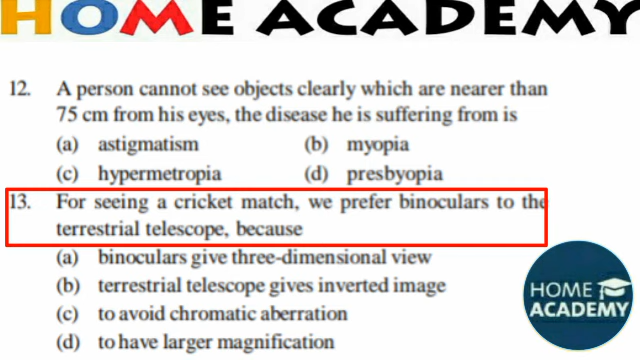 HOME ACADEMY
12. A person cannot see objects clearly which are nearer than
75 cm from his eyes, the disease he is suffering from is
(a) astigmatism (b) myopia
(c) hypermetropia (d) presbyopia
13. For seeing a cricket match, we prefer binoculars to the
terrestrial telescope, because
(a) binoculars give three-dimensional view
(b) terrestrial telescope gives inverted image
(c) to avoid chromatic aberration
(d) to have larger magnification
HOME
ACADEMY